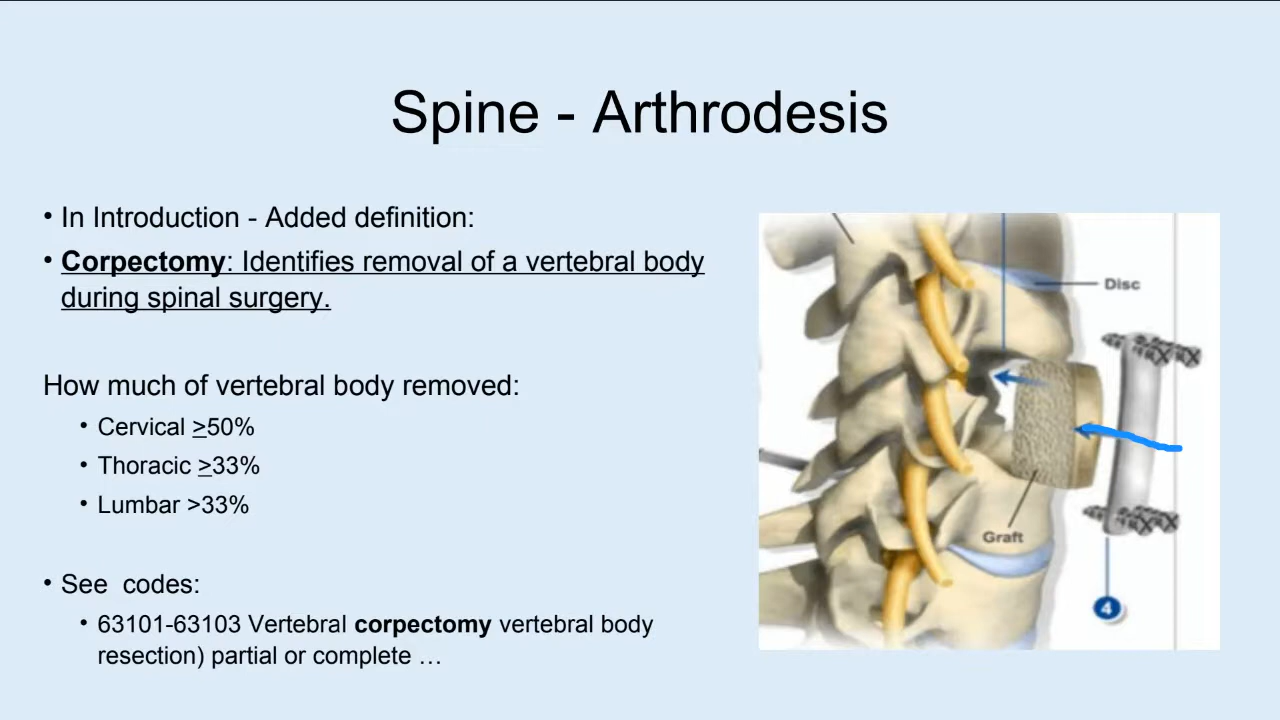 Spine - Arthrodesis
• In Introduction - Added definition:
• Corpectomy: Identifies removal of a vertebral body
during spinal surgery.
How much of vertebral body removed:
• Cervical ≥50%
• Thoracic ≥33%
• Lumbar >33%
• See  codes:
• 63101-63103 Vertebral corpectomy vertebral body
resection) partial or complete …
Disc
Graft
4